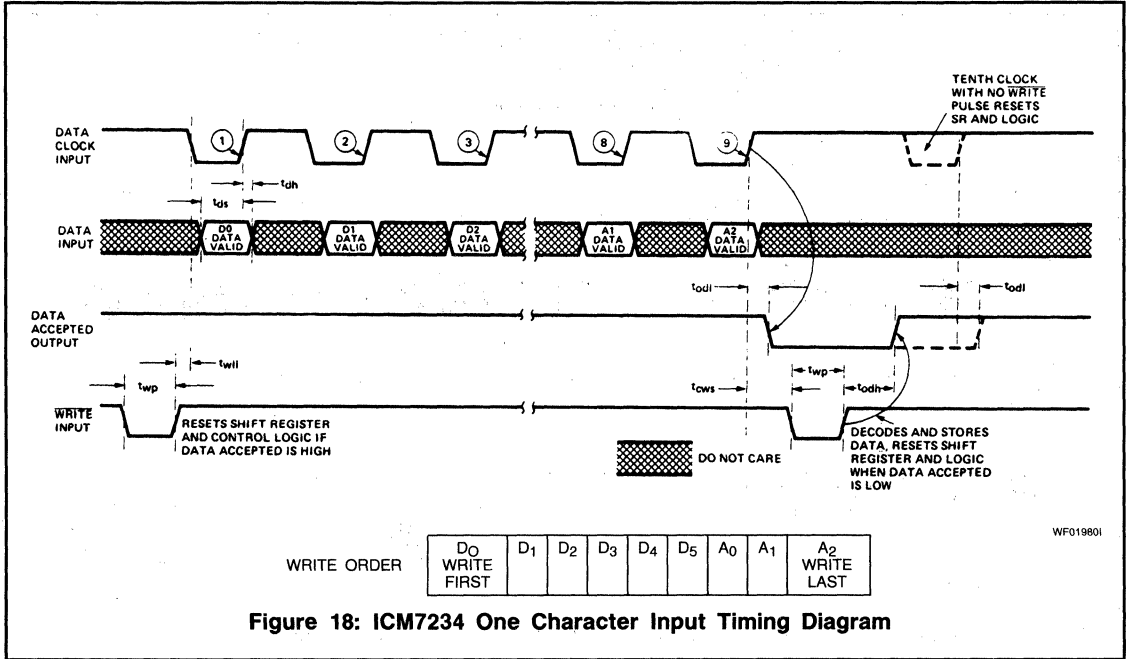 TENTH CLOCK
WITH NO WRITE
PULSE RESETS
SR AND LOGIC
DATA
CLOCK
INPUT
1
2
3
8
9
tdh
tds
DATA
INPUT
D0
DATA
VALID
D1
DATA
VALID
D2
DATA
VALID
A1
DATA
VALID
A2
DATA
VALID
todl
todl
DATA
ACCEPTED
OUTPUT
twll
twp
tcws
twp
todh
WRITE
INPUT
RESETS SHIFT REGISTER
AND CONTROL LOGIC IF
DATA ACCEPTED IS HIGH
DO NOT CARE
DECODES AND STORES
DATA, RESETS SHIFT
REGISTER AND LOGIC
WHEN DATA ACCEPTED
IS LOW
WF01980I
WRITE ORDER
DO WRITE FIRST
D1
D2
D3
D4
D5
A0
A1
A2 WRITE LAST
Figure 18: ICM7234 One Character Input Timing Diagram